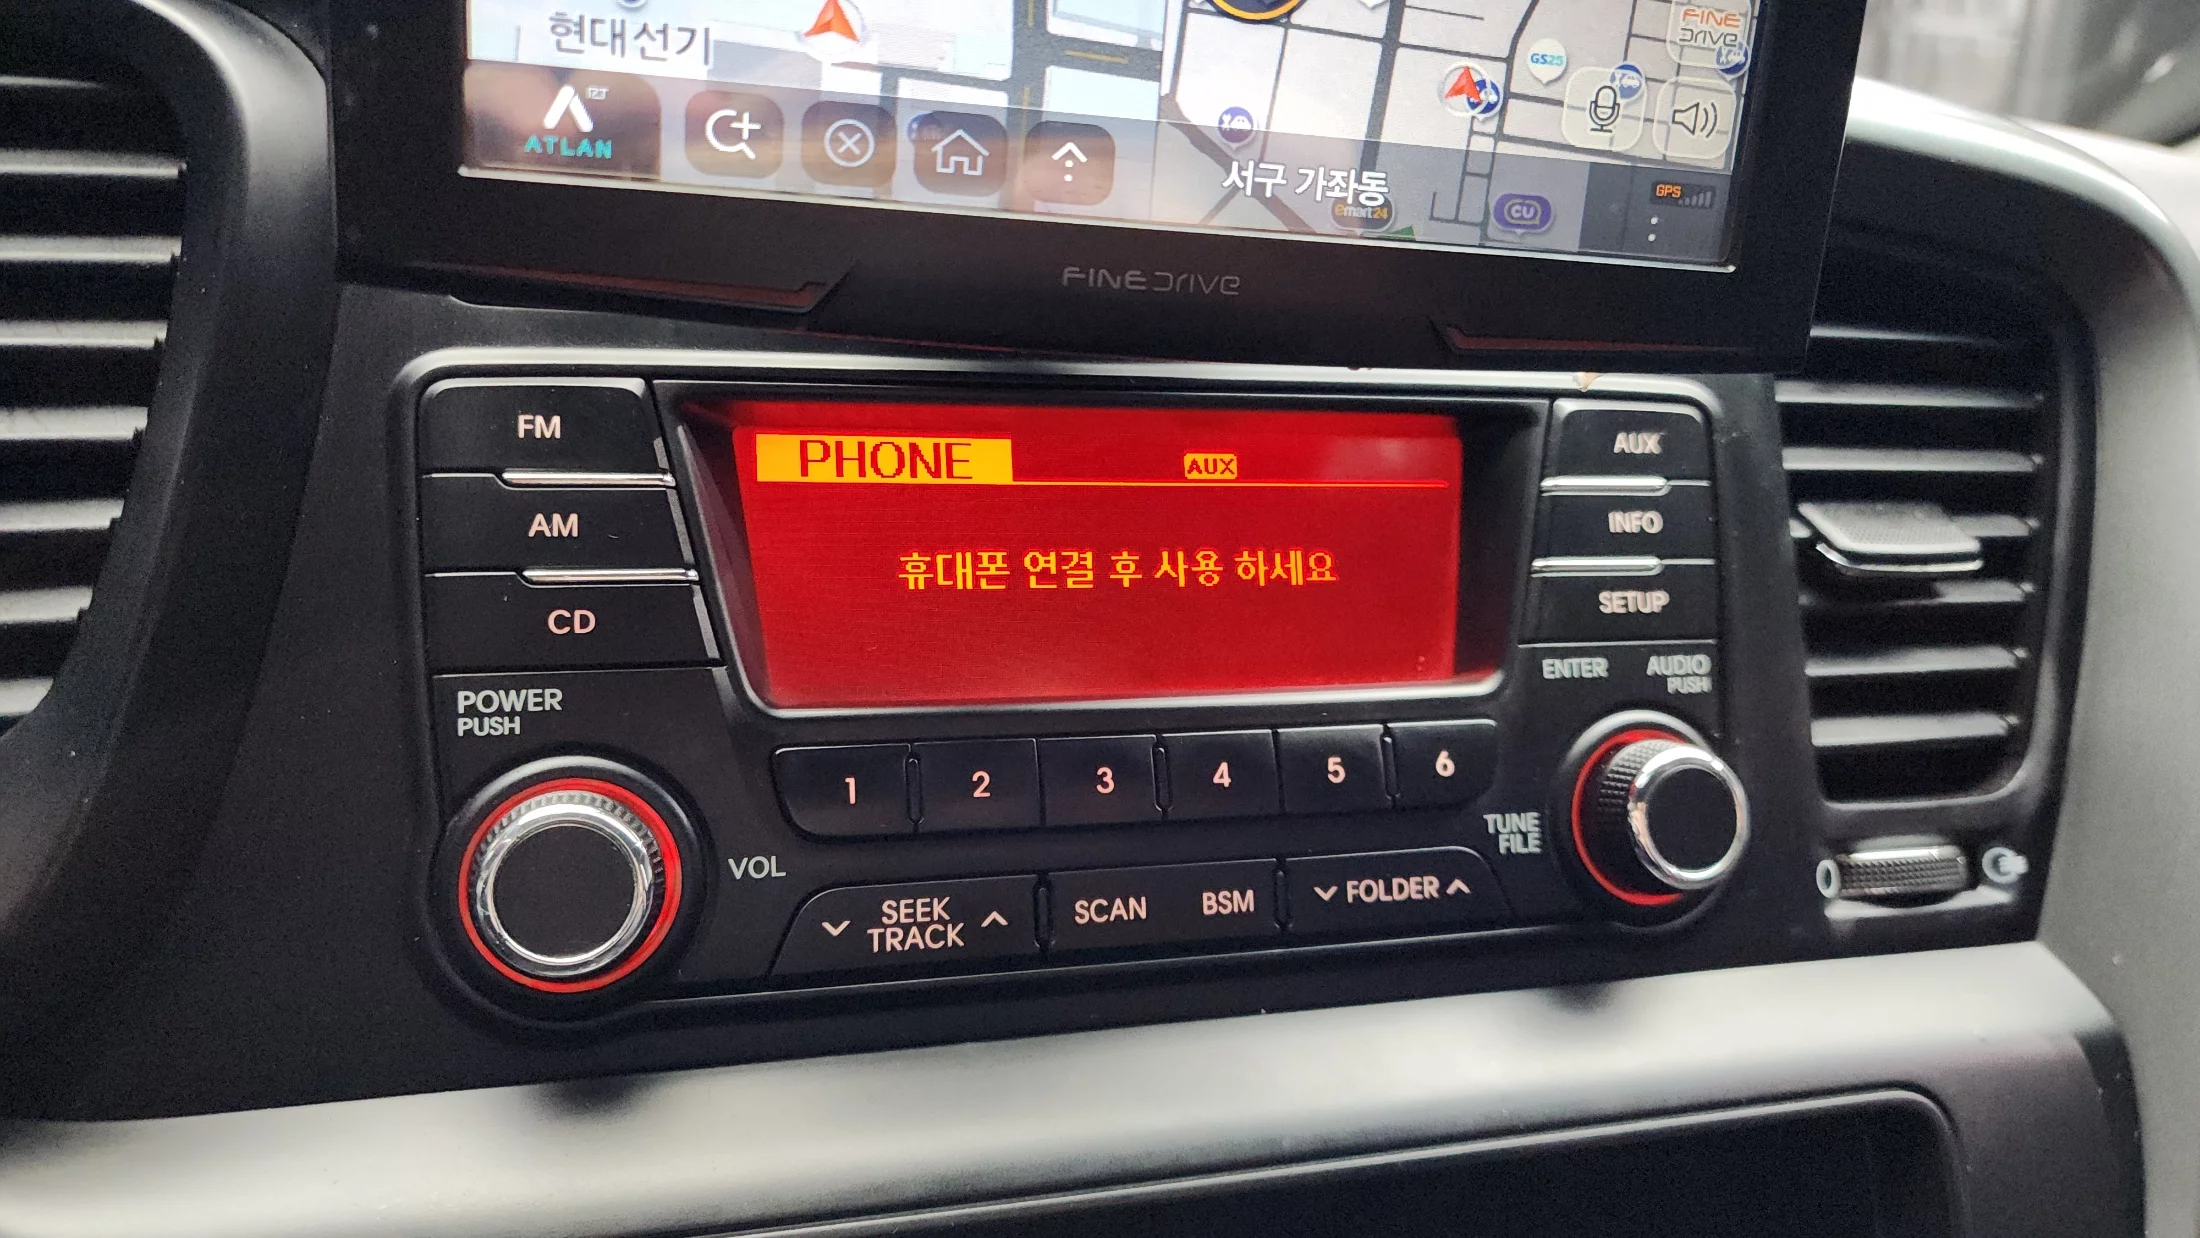 현대선기
FINE
DRIVE
GS25
RT
ATLAN
서구 가좌동
emart24
CU
GPS
FINEDRIVE
FM
AM
CD
POWER
PUSH
VOL
PHONE
AUX
휴대폰 연결 후 사용 하세요
AUX
INFO
SETUP
ENTER
AUDIO
PUSH
1 2 3 4 5 6
TUNE
FILE
SEEK
TRACK
SCAN BSM
FOLDER